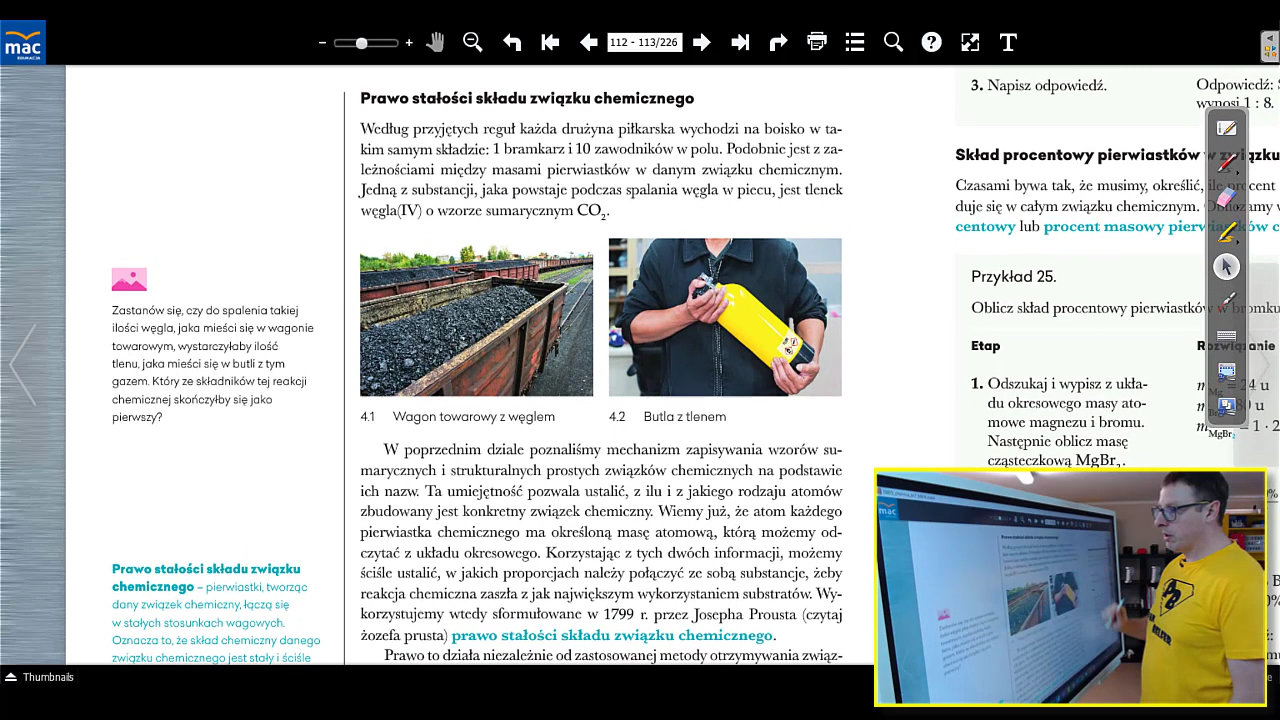 mac
EDUKACJA
112 - 113/226
Prawo stałości składu związku chemicznego
Według przyjętych reguł każda drużyna piłkarska wychodzi na boisko w ta-
kim samym składzie: 1 bramkarz i 10 zawodników w polu. Podobnie jest z za-
leżnościami między masami pierwiastków w danym związku chemicznym.
Jedną z substancji, jaka powstaje podczas spalania węgla w piecu, jest tlenek
węgla(IV) o wzorze sumarycznym CO₂.
Zastanów się, czy do spalenia takiej
ilości węgla, jaka mieści się w wagonie
towarowym, wystarczyłaby ilość
tlenu, jaka mieści się w butli z tym
gazem. Który ze składników tej reakcji
chemicznej skończyłby się jako
pierwszy?
4.1 Wagon towarowy z węglem
4.2 Butla z tlenem
W poprzednim dziale poznaliśmy mechanizm zapisywania wzorów su-
marycznych i strukturalnych prostych związków chemicznych na podstawie
ich nazw. Ta umiejętność pozwala ustalić, z ilu i z jakiego rodzaju atomów
zbudowany jest konkretny związek chemiczny. Wiemy już, że atom każdego
pierwiastka chemicznego ma określoną masę atomową, którą możemy od-
czytać z układu okresowego. Korzystając z tych dwóch informacji, możemy
ściśle ustalić, w jakich proporcjach należy połączyć ze sobą substancje, żeby
reakcja chemiczna zaszła z jak największym wykorzystaniem substratów. Wy-
korzystujemy wtedy sformułowane w 1799 r. przez Josepha Prousta (czytaj
żozefa prusta) prawo stałości składu związku chemicznego.
Prawo to działa niezależnie od zastosowanej metody otrzymywania związ-
Prawo stałości składu związku
chemicznego – pierwiastki, tworząc
dany związek chemiczny, łączą się
w stałych stosunkach wagowych.
Oznacza to, że skład chemiczny danego
związku chemicznego jest stały i ściśle
3. Napisz odpowiedź.
Odpowiedź:
wynosi 1 : 8.
Skład procentowy pierwiastków w związku
Czasami bywa tak, że musimy, określić, ile procent
duje się w całym związku chemicznym.
centowy lub procent masowy pierwiastków
Przykład 25.
Oblicz skład procentowy pierwiastków w bromku
Etap
Rozwiązanie
1. Odszukaj i wypisz z ukła-
du okresowego masy ato-
mowe magnezu i bromu.
Następnie oblicz masę
cząsteczkową MgBr₂.
= 24 u
MgBr₂
Thumbnails